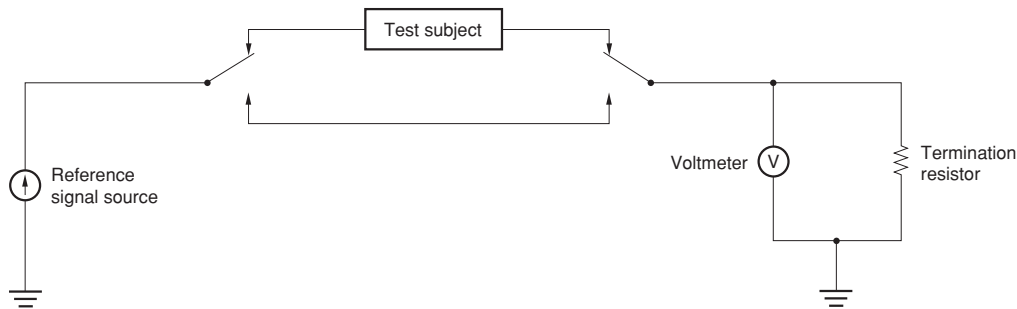 Test subject
Reference
signal source
Voltmeter
V
Termination
resistor